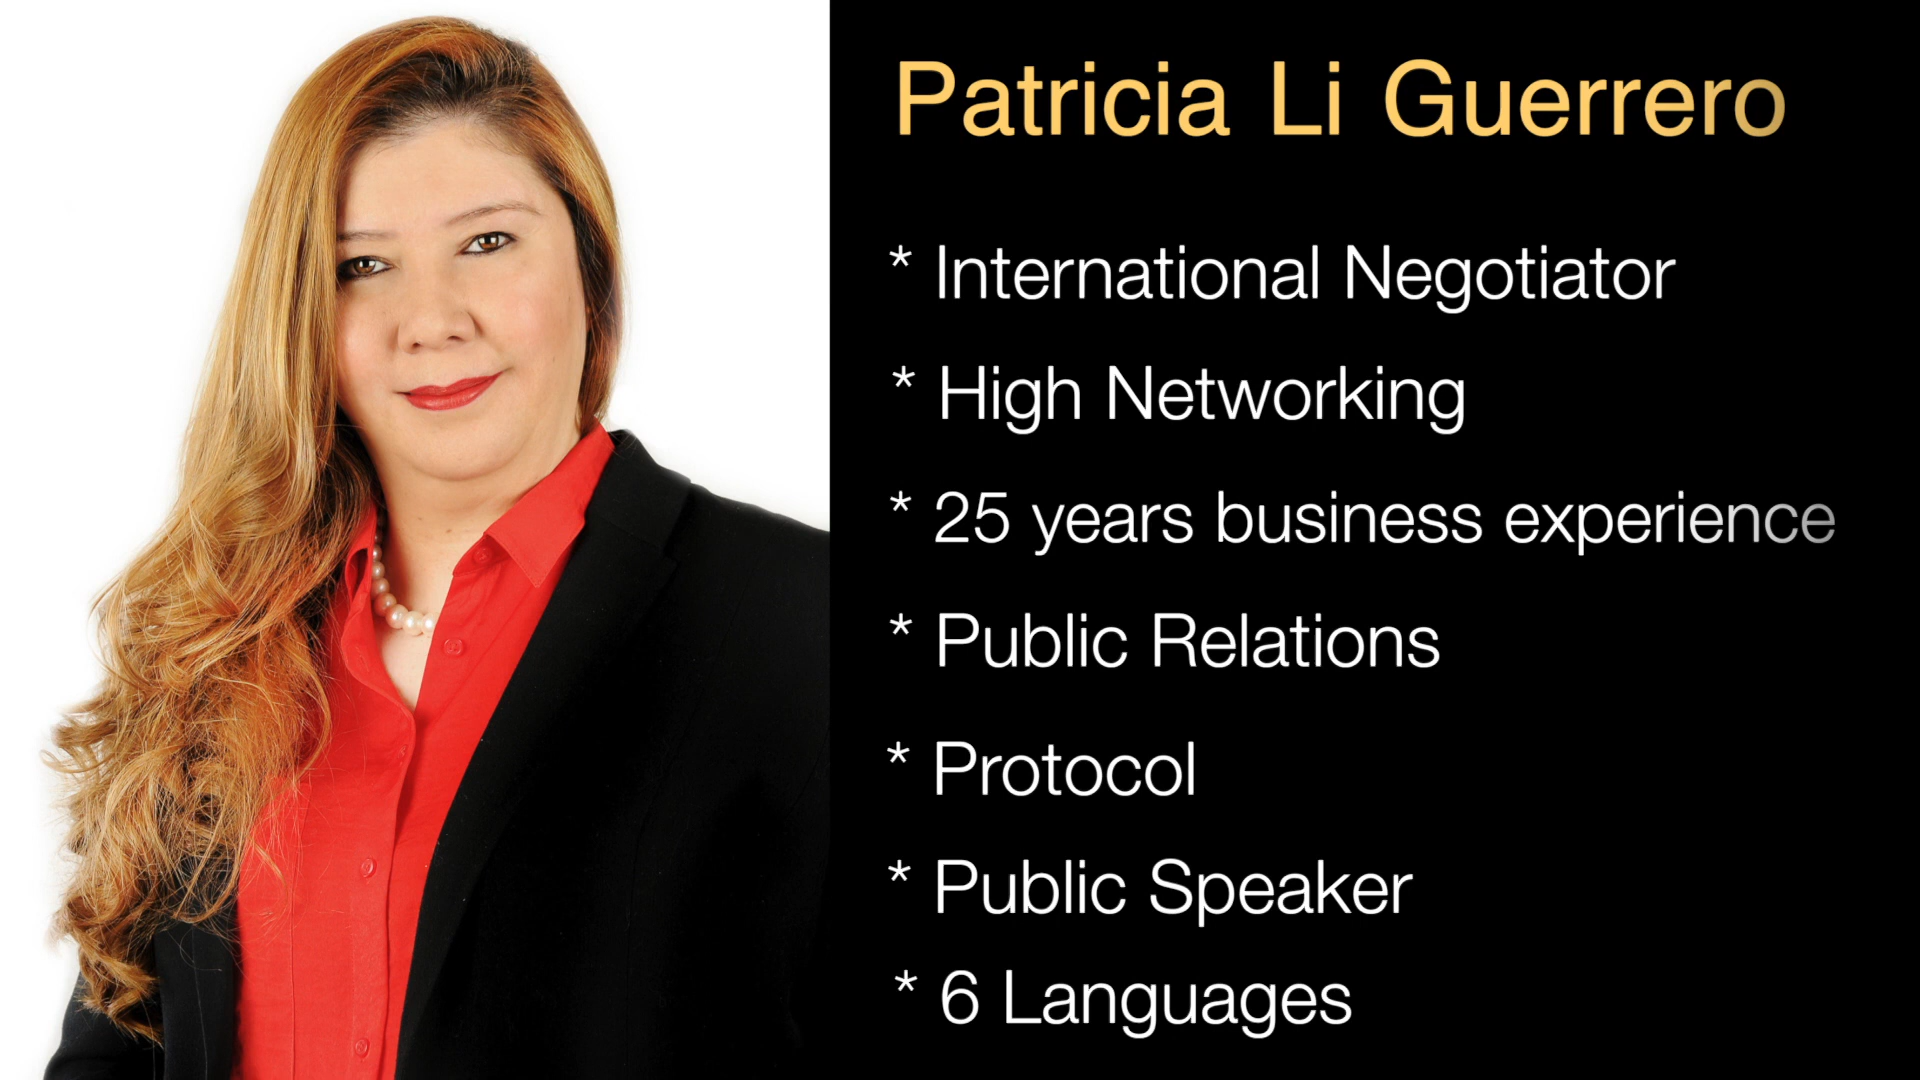 Patricia Li Guerrero
* International Negotiator
* High Networking
* 25 years business experience
* Public Relations
* Protocol
* Public Speaker
* 6 Languages